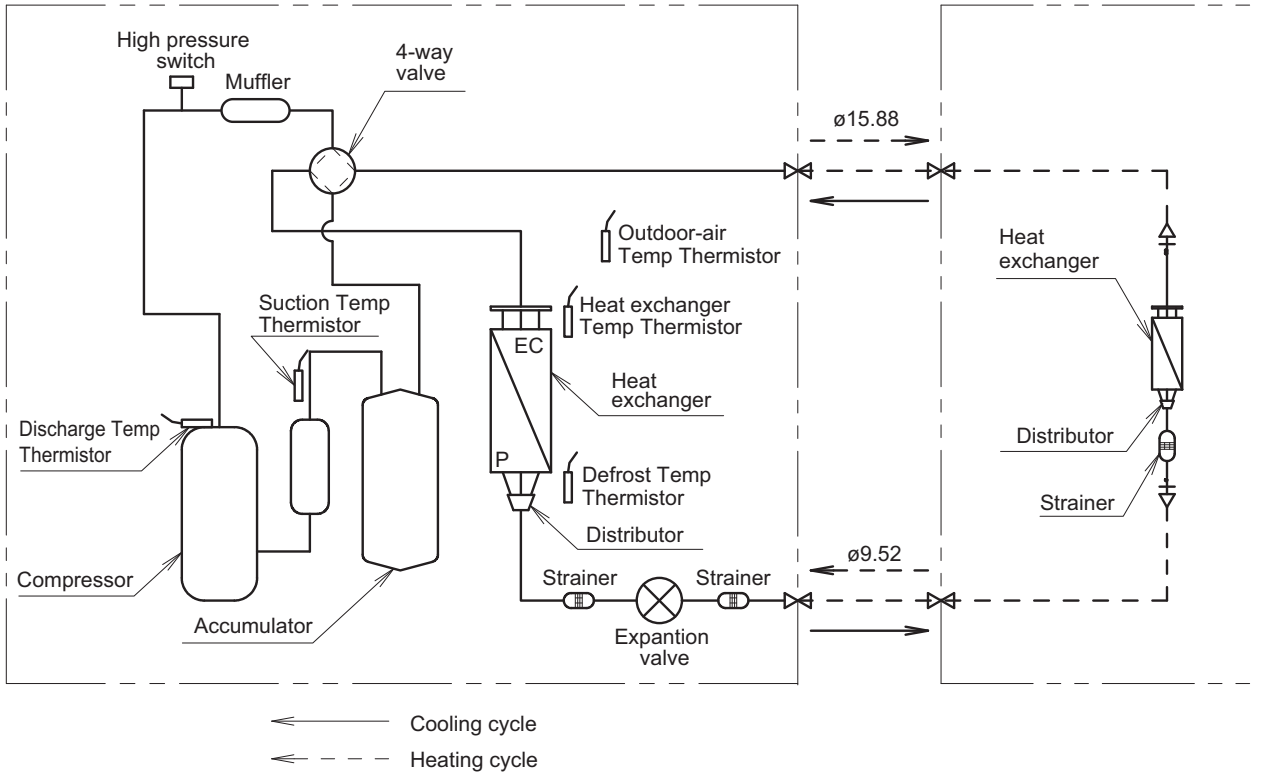 High pressure
switch
Muffler
4-way
valve
ø15.88
Outdoor-air
Temp Thermistor
Heat
exchanger
Suction Temp
Thermistor
Heat exchanger
Temp Thermistor
EC
Heat
exchanger
Discharge Temp
Thermistor
P
Defrost Temp
Thermistor
Distributor
Distributor
Strainer
Compressor
Accumulator
Strainer
Strainer
ø9.52
Expantion
valve
Cooling cycle
Heating cycle